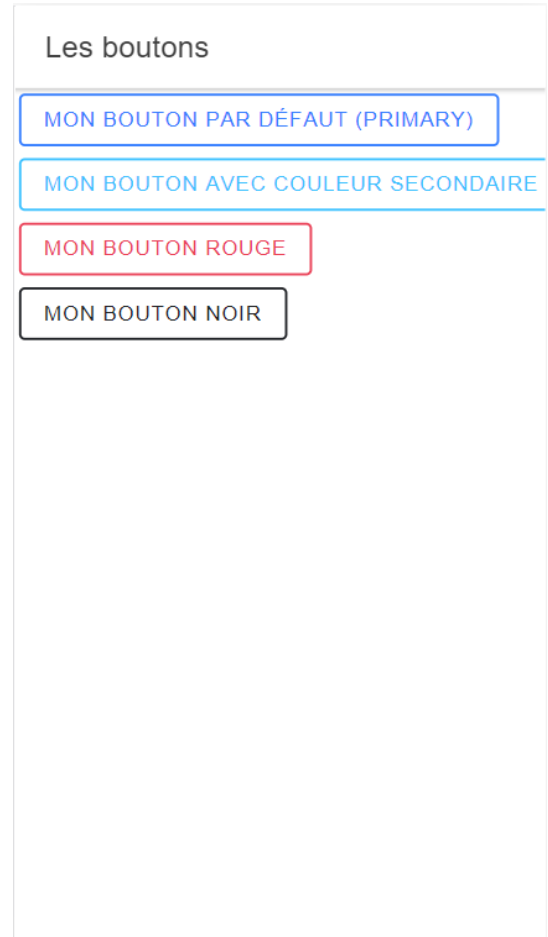 Les boutons
MON BOUTON PAR DÉFAUT (PRIMARY)
MON BOUTON AVEC COULEUR SECONDAIRE
MON BOUTON ROUGE
MON BOUTON NOIR